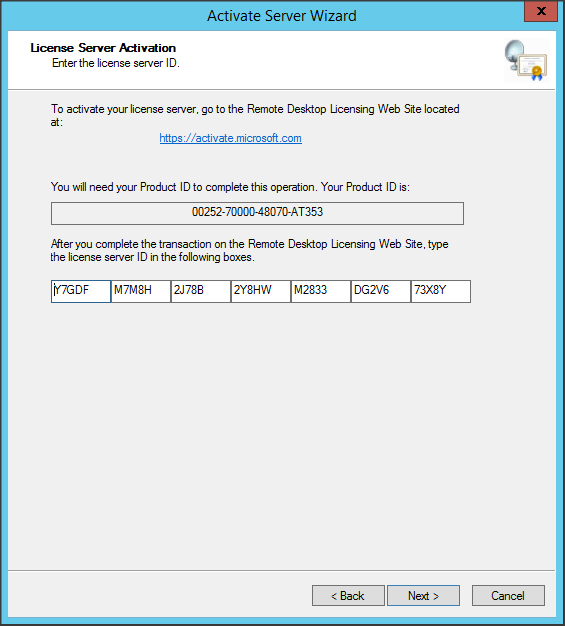 Activate Server Wizard
x
License Server Activation
Enter the license server ID.
To activate your license server, go to the Remote Desktop Licensing Web Site located
at:
https://activate.microsoft.com
You will need your Product ID to complete this operation. Your Product ID is:
00252-70000-48070-AT353
After you complete the transaction on the Remote Desktop Licensing Web Site, type
the license server ID in the following boxes.
Y7GDF M7M8H 2J78B 2Y8HW M2833 DG2V6 73X8Y
< Back Next > Cancel